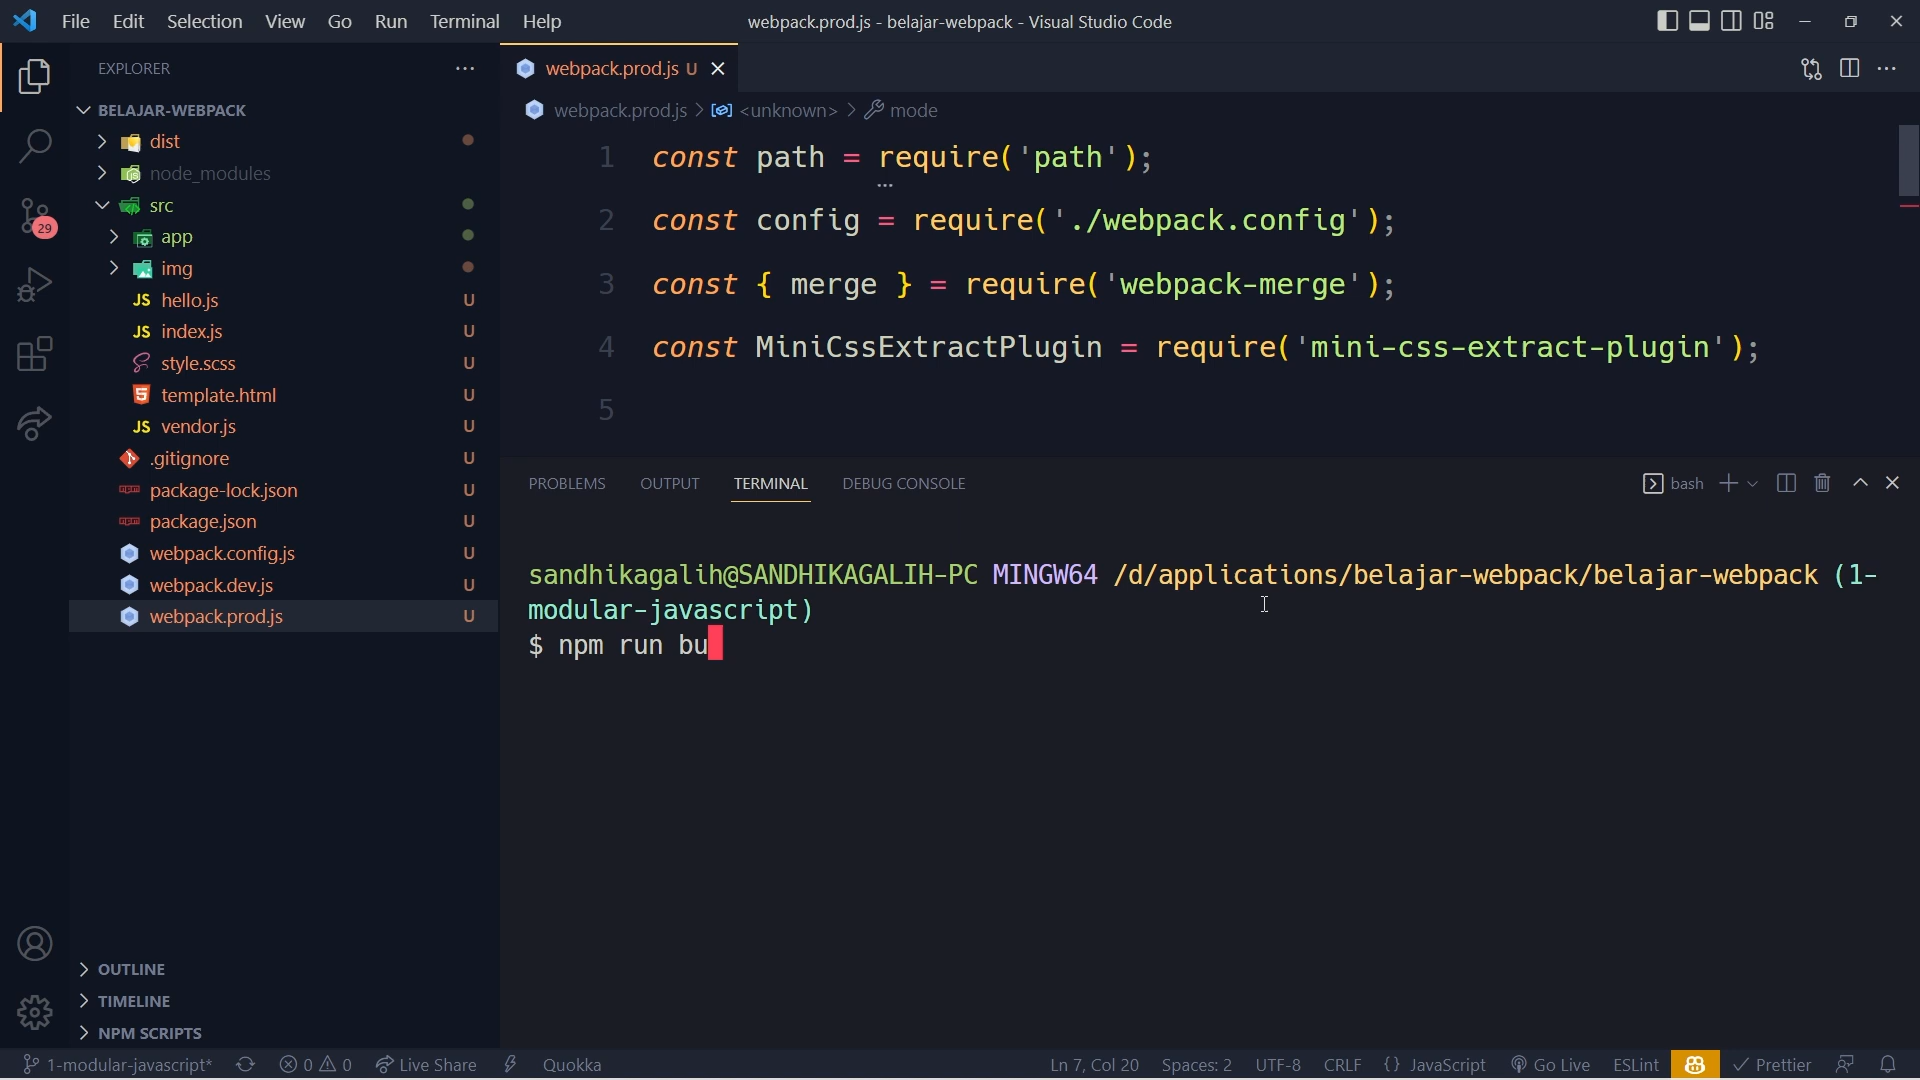 File Edit Selection View Go Run Terminal Help
webpack.prod.js - belajar-webpack - Visual Studio Code
EXPLORER
BELAJAR-WEBPACK
dist
node_modules
src
app
img
JS hello.js U
JS index.js U
style.scss U
template.html U
JS vendor.js U
.gitignore U
package-lock.json U
package.json U
webpack.config.js U
webpack.dev.js U
webpack.prod.js U
29
OUTLINE
TIMELINE
NPM SCRIPTS
webpack.prod.js U
webpack.prod.js > <unknown> > mode
1 const path = require('path');
2 const config = require('./webpack.config');
3 const { merge } = require('webpack-merge');
4 const MiniCssExtractPlugin = require('mini-css-extract-plugin');
5
PROBLEMS OUTPUT TERMINAL DEBUG CONSOLE
bash
sandhikagalih@SANDHIKAGALIH-PC MINGW64 /d/applications/belajar-webpack/belajar-webpack (1-
modular-javascript)
$ npm run bu
1-modular-javascript* 0 0 Live Share Quokka
Ln 7, Col 20 Spaces: 2 UTF-8 CRLF {} JavaScript Go Live ESLint Prettier